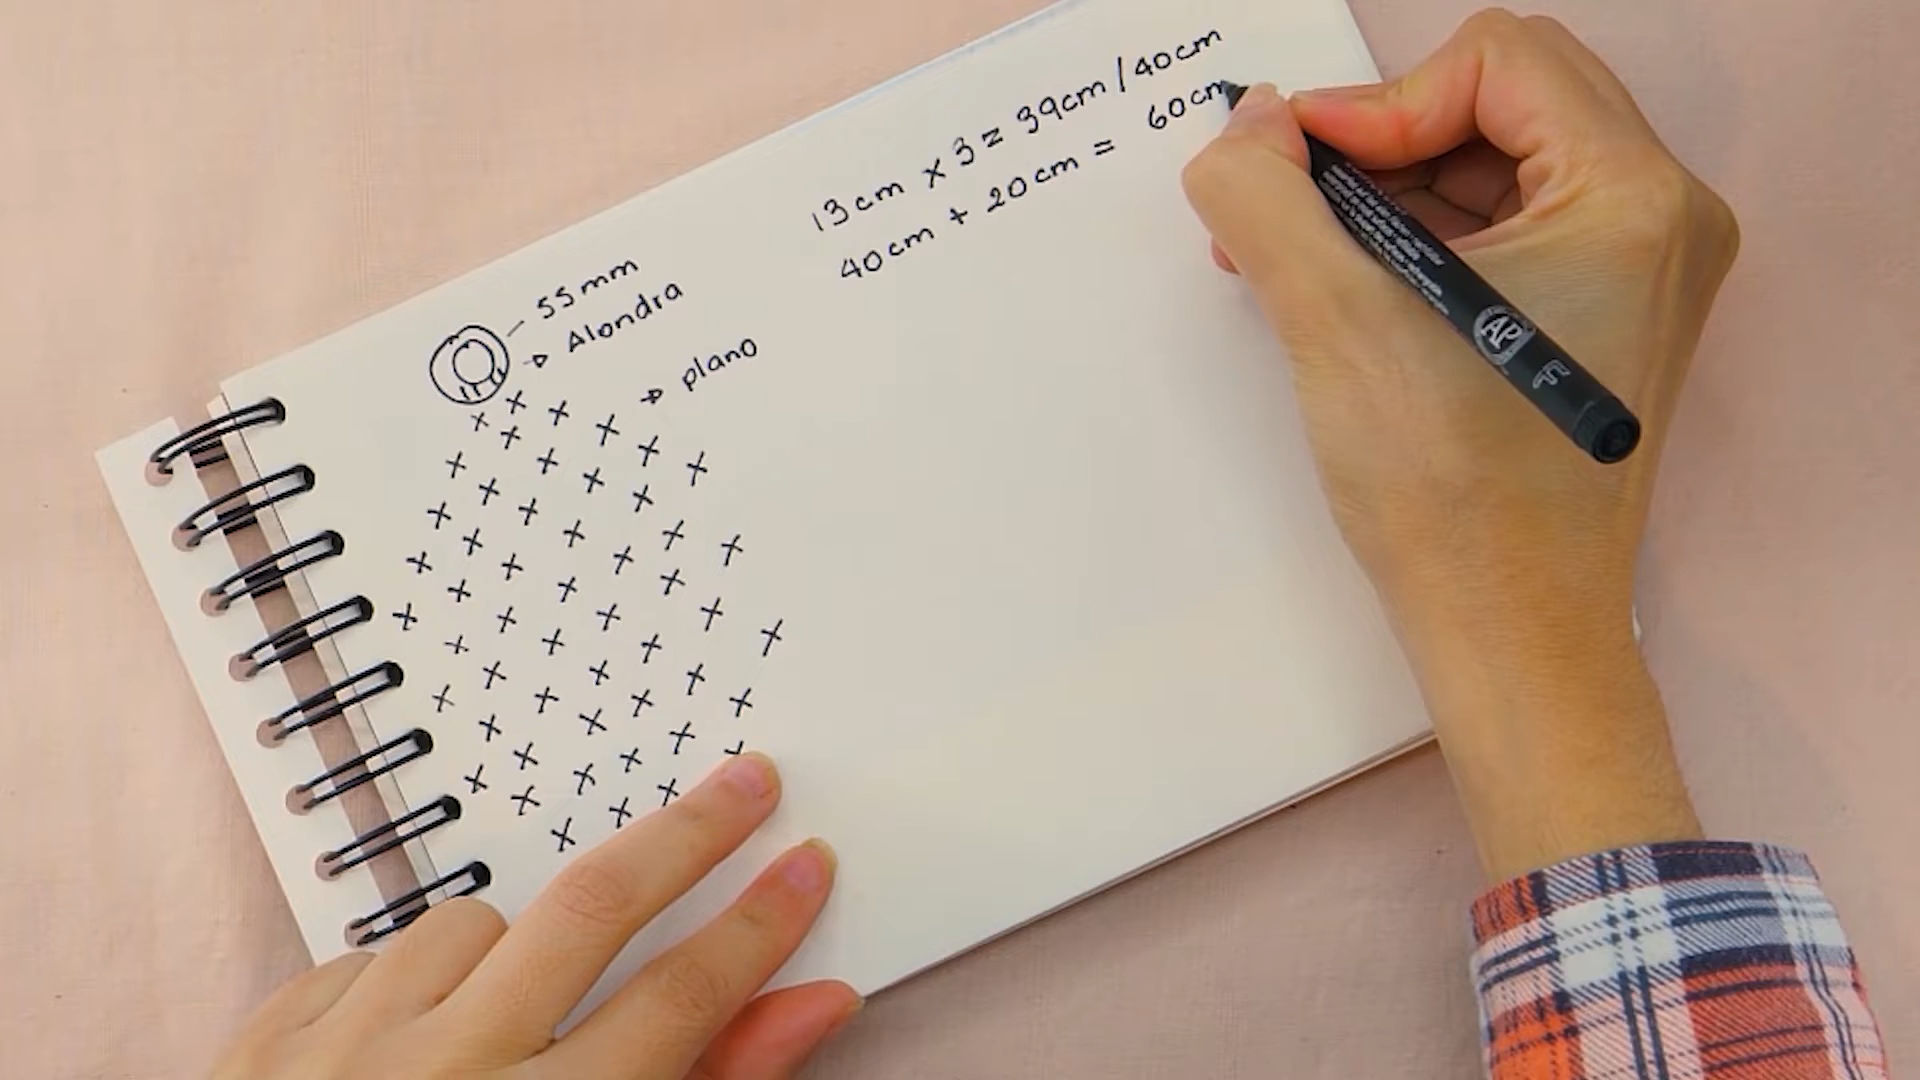 13cm x 3 = 39cm / 40cm
40cm + 20cm = 60cm
55mm
Alondra
plano
F